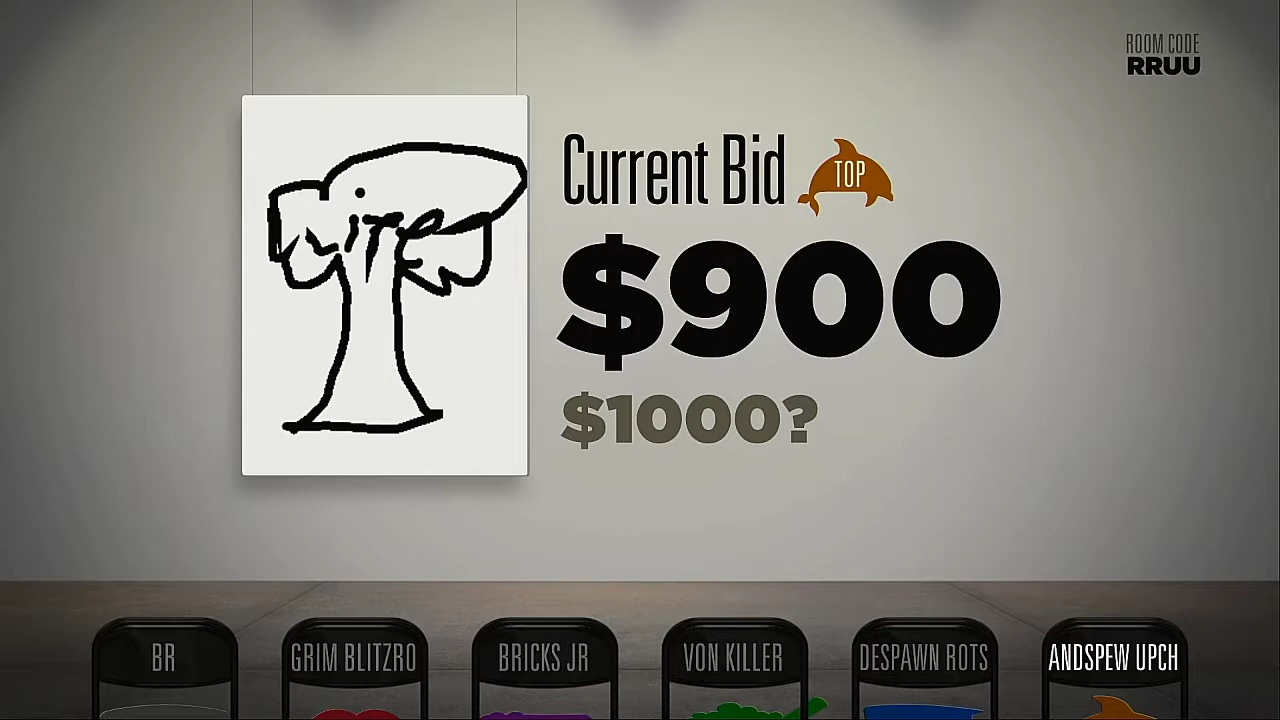 ROOM CODE
RRUU
Current Bid
TOP
$900
$1000?
BR
GRIM BLITZRO
BRICKS JR
VON KILLER
DESPAWN ROTS
ANDSPEW UPCH